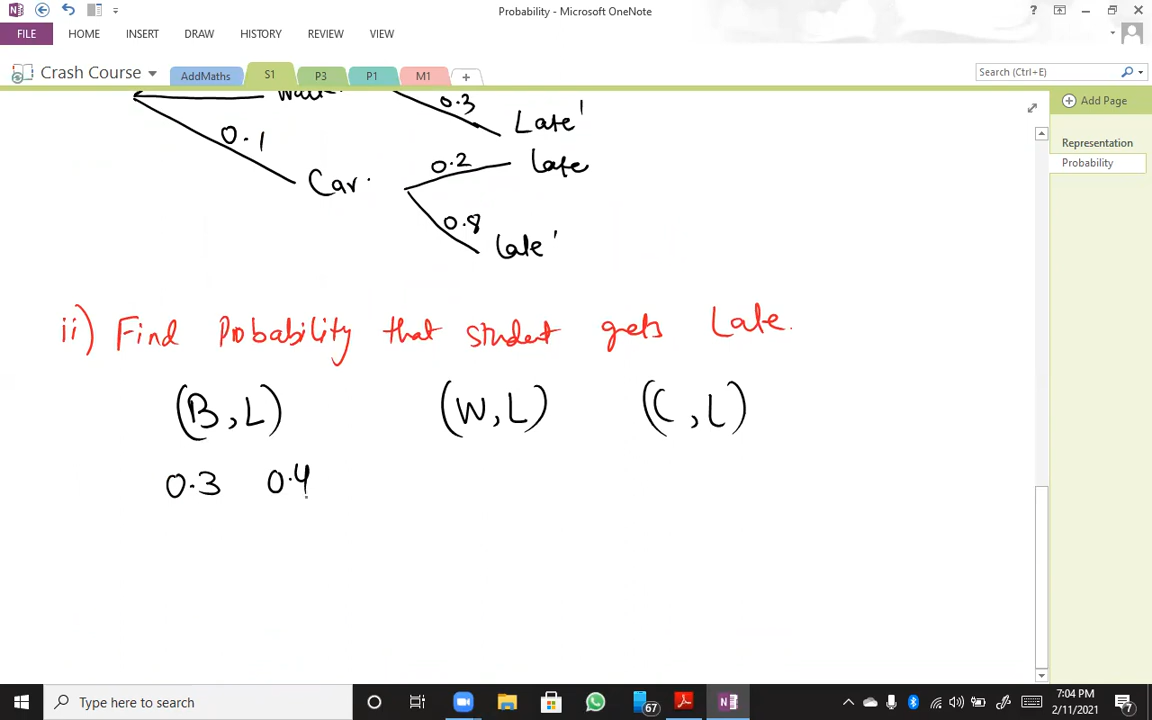 Probability - Microsoft OneNote
FILE HOME INSERT DRAW HISTORY REVIEW VIEW
Crash Course AddMaths S1 P3 P1 M1 + Search (Ctrl+E)
Add Page
Representation
Probability
0.3
Late'
0.1
0.2 late
Car.
0.8
late'
ii) Find Probability that student gets Late.
(B,L) (W,L) (C,L)
0.3 0.4
Type here to search
67
7:04 PM
2/11/2021
7